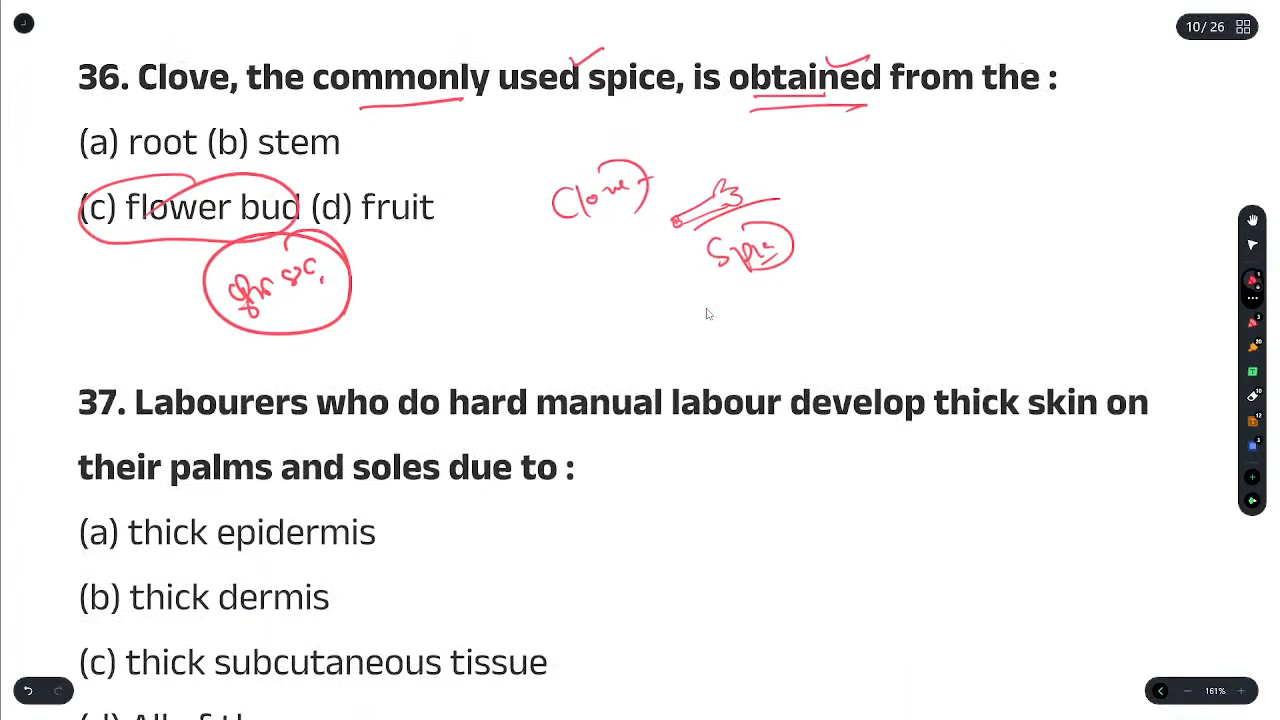 10/ 26
36. Clove, the commonly used spice, is obtained from the :
(a) root (b) stem
Clove
(c) flower bud (d) fruit
37. Labourers who do hard manual labour develop thick skin on
their palms and soles due to :
(a) thick epidermis
(b) thick dermis
(c) thick subcutaneous tissue
161%